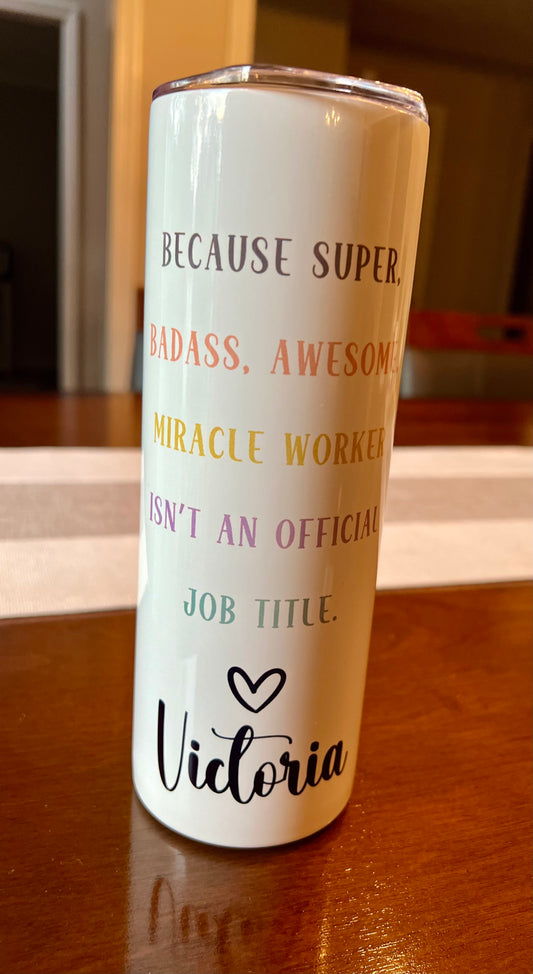 BECAUSE SUPER,
BADASS, AWESOME,
MIRACLE WORKER
ISN'T AN OFFICIAL
JOB TITLE.
Victoria